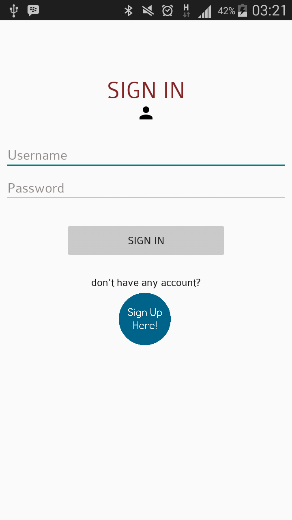 H
42%
03:21
SIGN IN
Username
Password
SIGN IN
don't have any account?
Sign Up
Here!